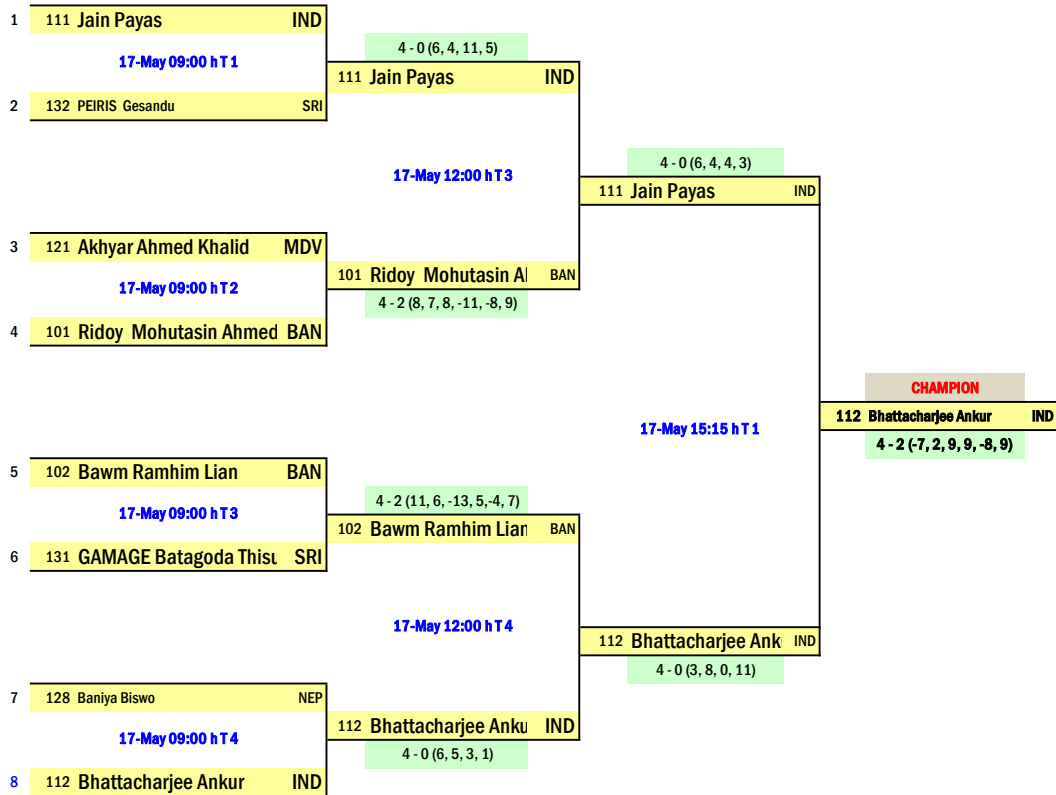 1 111 Jain Payas IND
17-May 09:00 h T 1
2 132 PEIRIS Gesandu SRI
4 - 0 (6, 4, 11, 5)
111 Jain Payas IND
17-May 12:00 h T 3
3 121 Akhyar Ahmed Khalid MDV
17-May 09:00 h T 2
4 101 Ridoy Mohutasin Ahmed BAN
101 Ridoy Mohutasin Al BAN
4 - 2 (8, 7, 8, -11, -8, 9)
4 - 0 (6, 4, 4, 3)
111 Jain Payas IND
17-May 15:15 h T 1
CHAMPION
112 Bhattacharjee Ankur IND
4 - 2 (-7, 2, 9, 9, -8, 9)
5 102 Bawm Ramhim Lian BAN
17-May 09:00 h T 3
6 131 GAMAGE Batagoda Thisu SRI
4 - 2 (11, 6, -13, 5,-4, 7)
102 Bawm Ramhim Lian BAN
17-May 12:00 h T 4
112 Bhattacharjee Ank IND
4 - 0 (3, 8, 0, 11)
7 128 Baniya Biswo NEP
17-May 09:00 h T 4
8 112 Bhattacharjee Ankur IND
112 Bhattacharjee Anku IND
4 - 0 (6, 5, 3, 1)